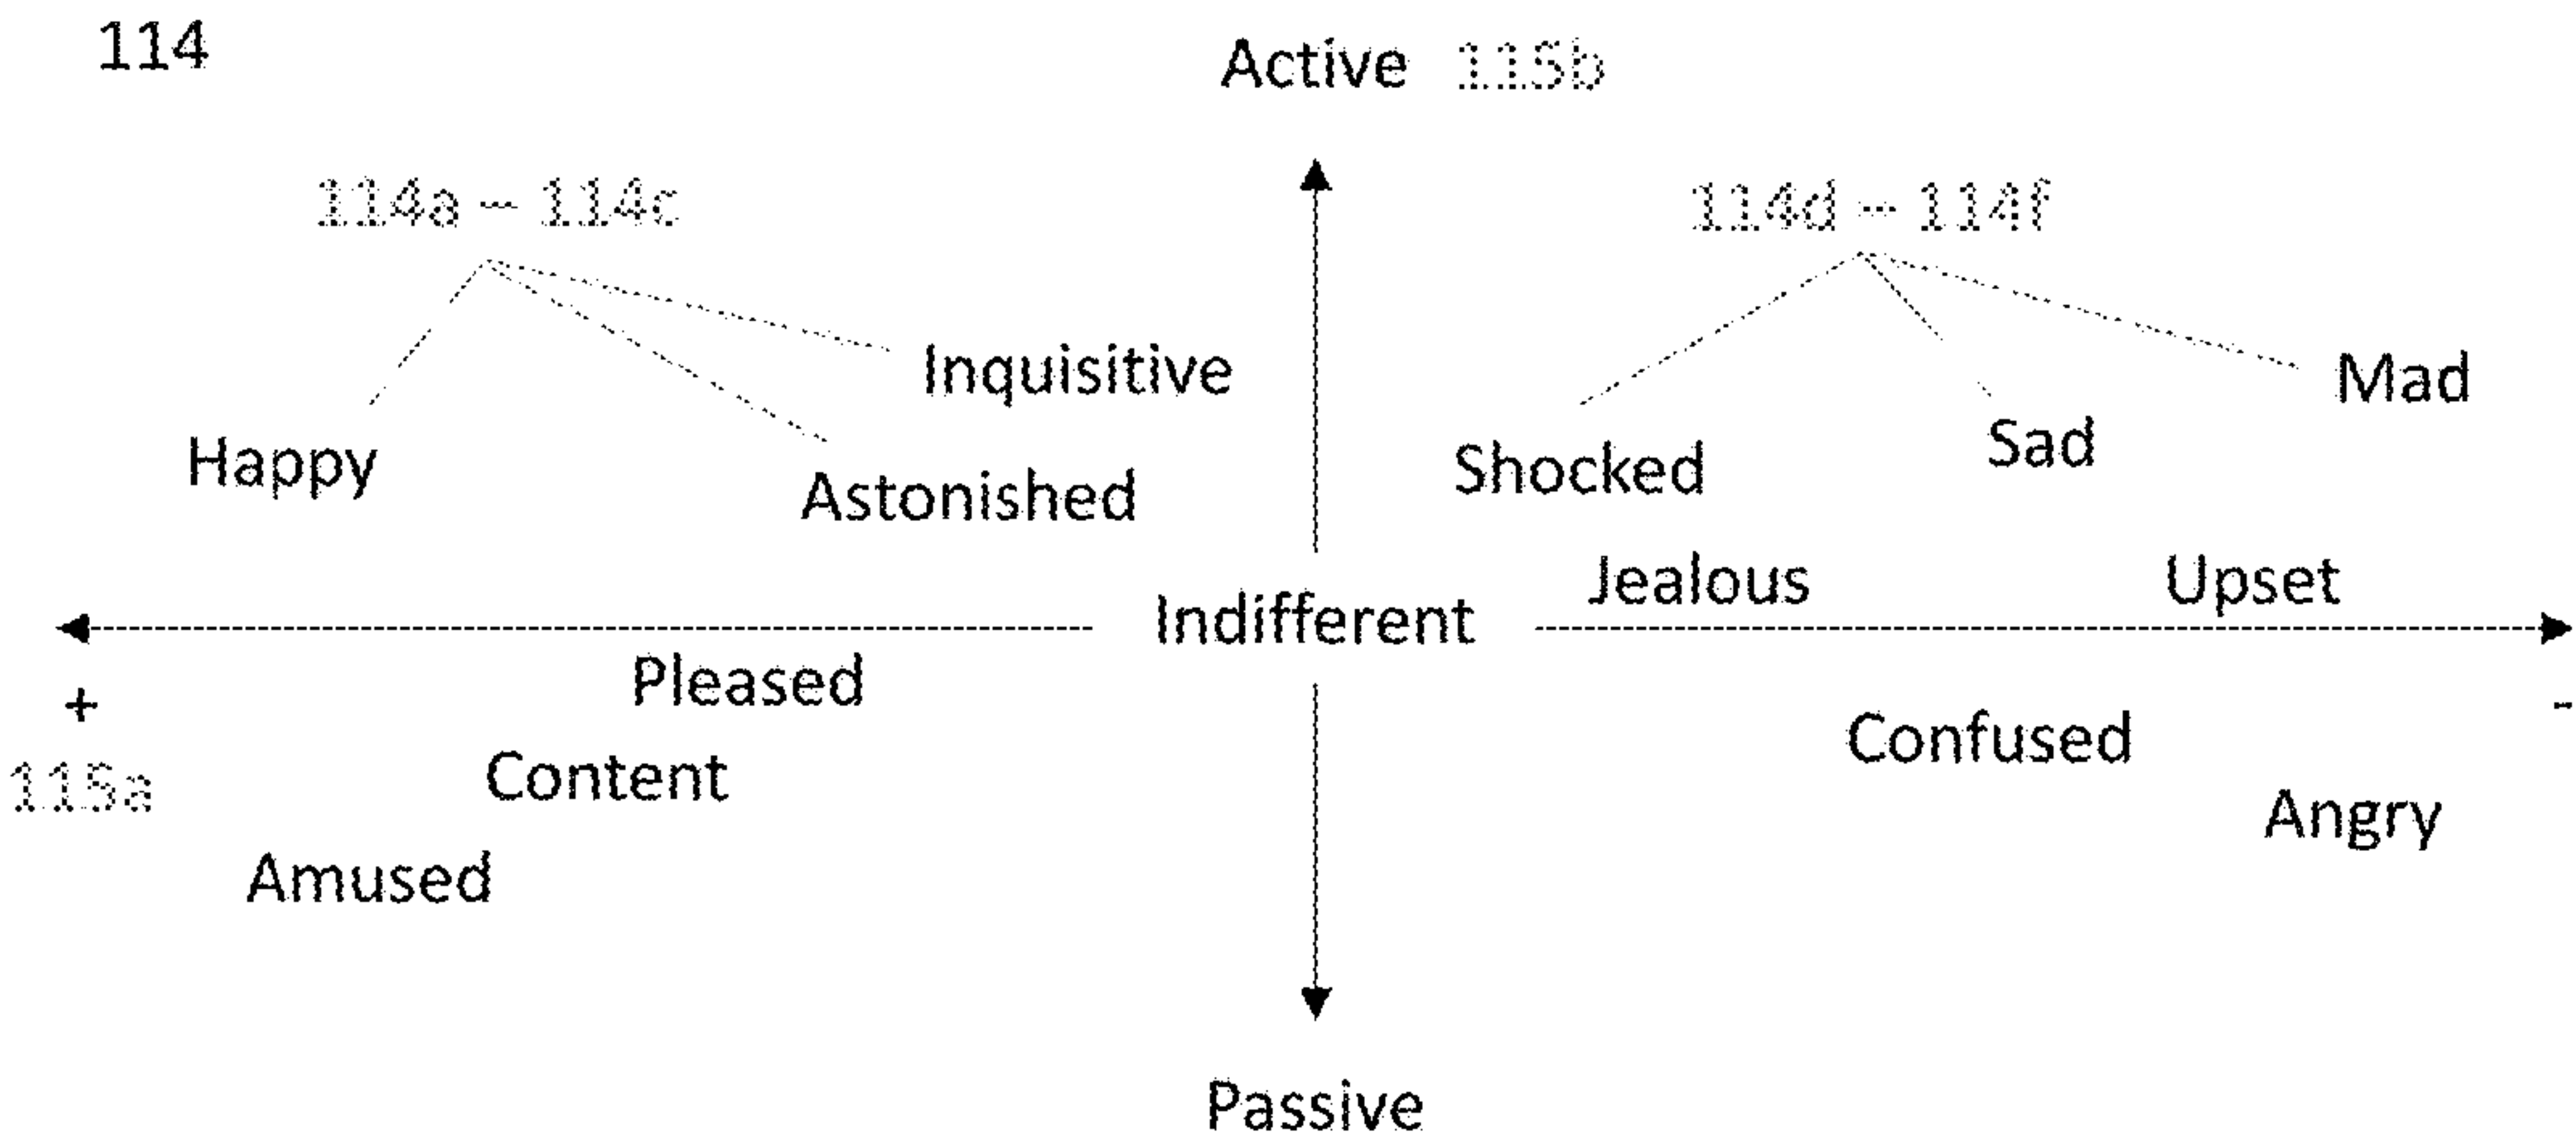 114
Active 115b
114a – 114c
114d – 114f
Inquisitive
Mad
Happy
Sad
Astonished
Shocked
Jealous
Upset
Indifferent
Pleased
+
-
Confused
115a
Content
Angry
Amused
Passive